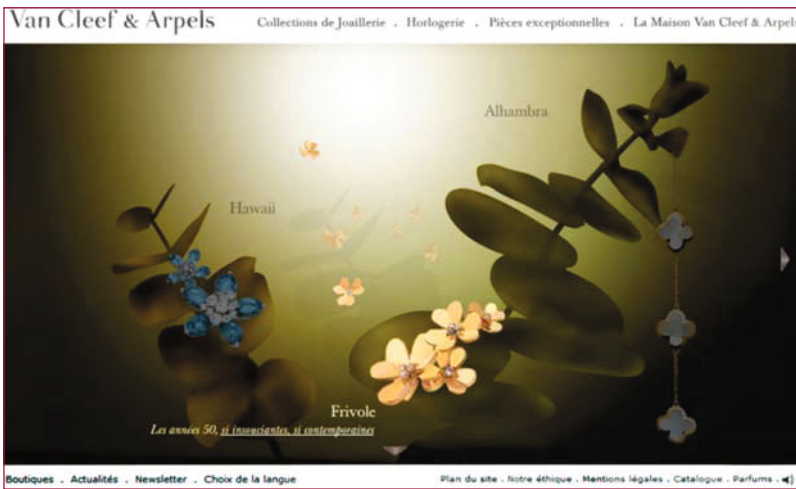 Van Cleef & Arpels
Collections de Joaillerie . Horlogerie . Pièces exceptionnelles . La Maison Van Cleef & Arpels
Alhambra
Hawaii
Frivole
Les années 50, si insouciantes, si contemporaines
Boutiques . Actualités . Newsletter . Choix de la langue
Plan du site . Notre éthique . Mentions légales . Catalogue . Parfums .